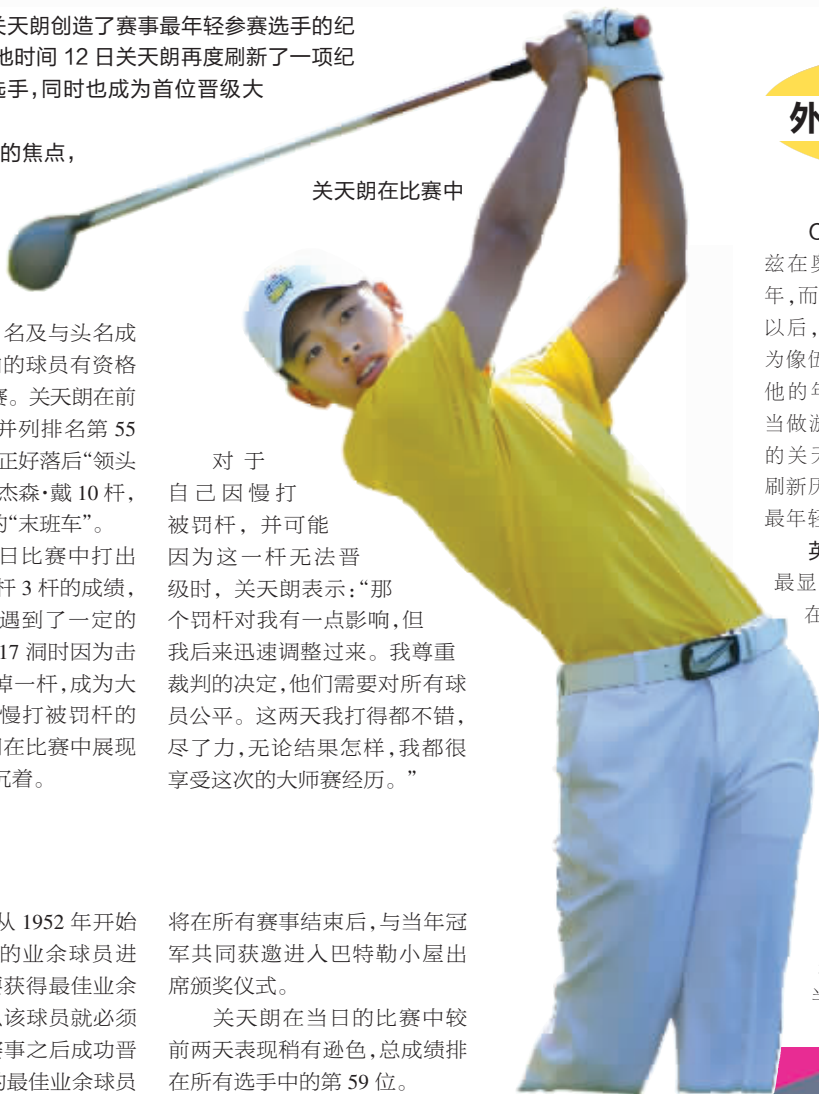 关天朗创造了赛事最年轻参赛选手的纪
地时间 12 日关天朗再度刷新了一项纪
选手,同时也成为首位晋级大
的焦点,
关天朗在比赛中
名及与头名成
的球员有资格
赛。关天朗在前
并列排名第 55
正好落后“领头
杰森·戴 10 杆,
的“末班车”。
日比赛中打出
杆 3 杆的成绩,
遇到了一定的
17 洞时因为击
掉一杆,成为大
慢打被罚杆的
在比赛中展现
沉着。
对于
自己因慢打
被罚杆，并可能
因为这一杆无法晋
级时，关天朗表示:“那
个罚杆对我有一点影响,但
我后来迅速调整过来。我尊重
裁判的决定,他们需要对所有球
员公平。这两天我打得都不错,
尽了力,无论结果怎样,我都很
享受这次的大师赛经历。”
从 1952 年开始
的业余球员进
获得最佳业余
该球员就必须
赛事之后成功晋
的最佳业余球员
将在所有赛事结束后,与当年冠
军共同获邀进入巴特勒小屋出
席颁奖仪式。
关天朗在当日的比赛中较
前两天表现稍有逊色,总成绩排
在所有选手中的第 59 位。
外
兹在奥
年,而
以后,
为像伍
他的年
当做游
的关天
刷新历
最年轻
英
最显
在